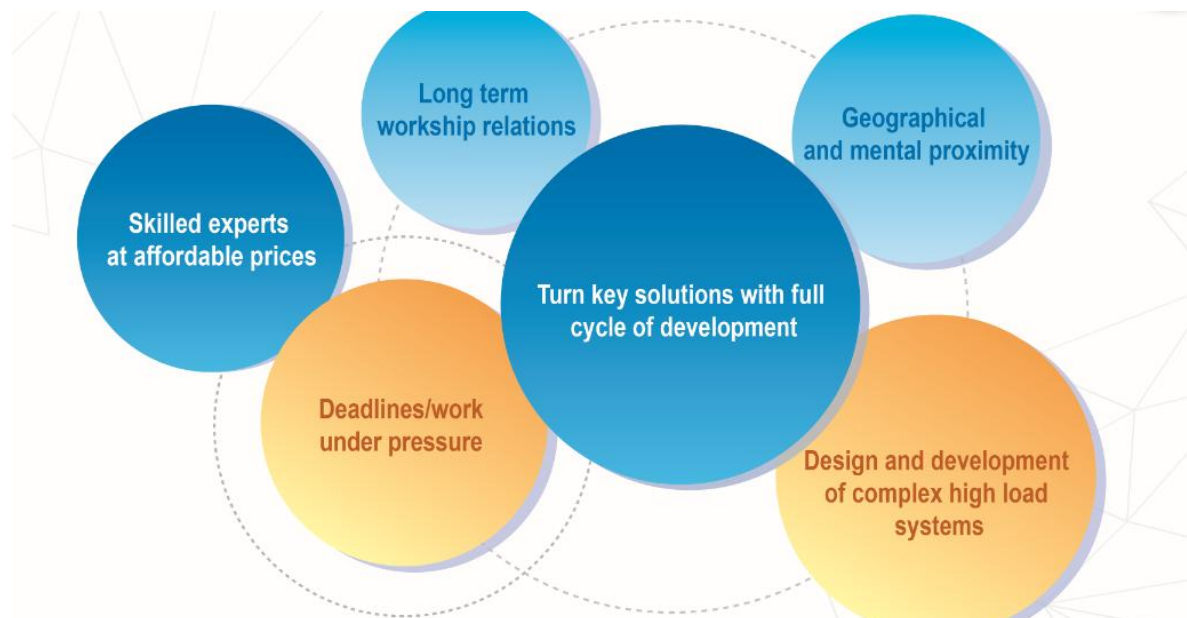 Long term
workship relations
Geographical
and mental proximity
Skilled experts
at affordable prices
Turn key solutions with full
cycle of development
Deadlines/work
under pressure
Design and development
of complex high load
systems